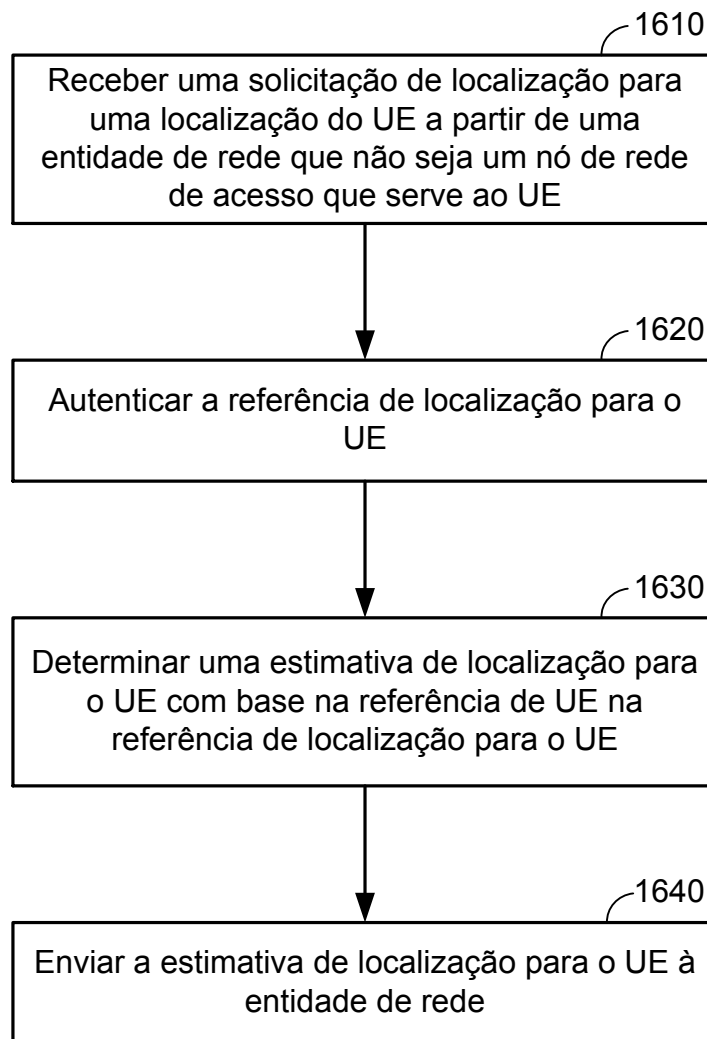 1610
Receber uma solicitação de localização para
uma localização do UE a partir de uma
entidade de rede que não seja um nó de rede
de acesso que serve ao UE
1620
Autenticar a referência de localização para o
UE
1630
Determinar uma estimativa de localização para
o UE com base na referência de UE na
referência de localização para o UE
1640
Enviar a estimativa de localização para o UE à
entidade de rede